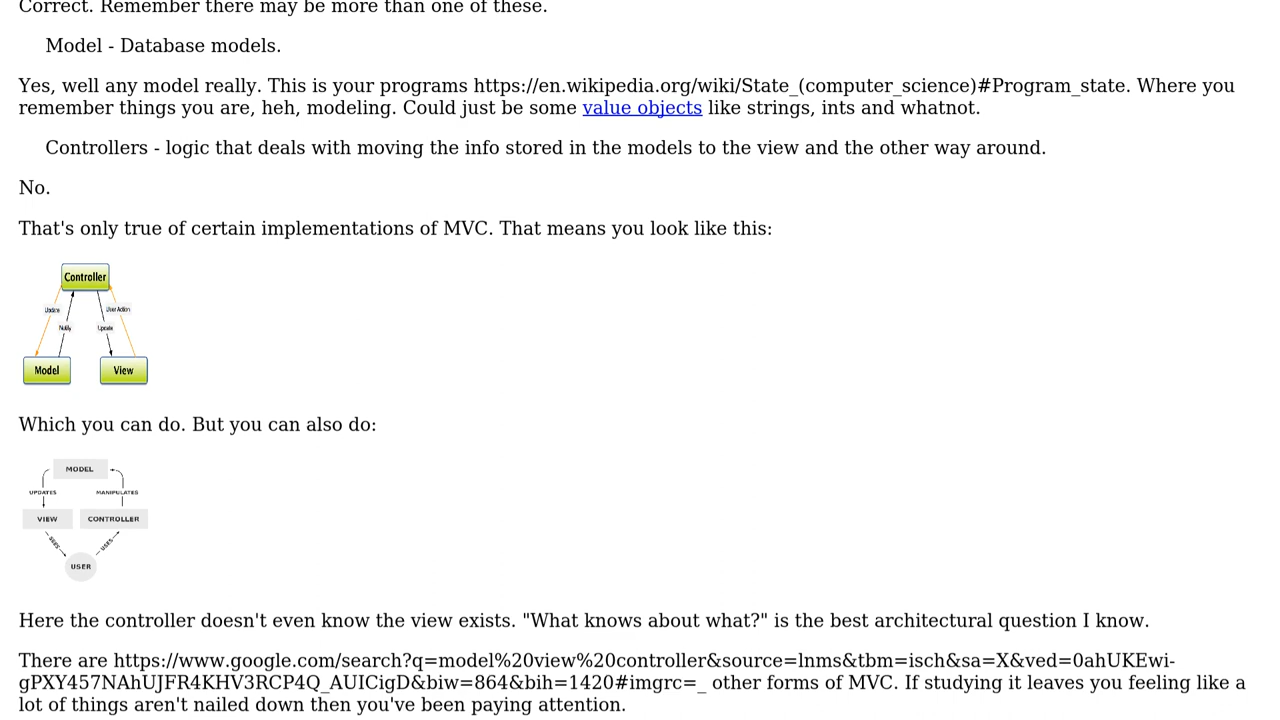 Correct. Remember there may be more than one of these.
Model - Database models.
Yes, well any model really. This is your programs https://en.wikipedia.org/wiki/State_(computer_science)#Program_state. Where you
remember things you are, heh, modeling. Could just be some value objects like strings, ints and whatnot.
Controllers - logic that deals with moving the info stored in the models to the view and the other way around.
No.
That's only true of certain implementations of MVC. That means you look like this:
Controller
Update
User Action
Notify
Update
Model
View
Which you can do. But you can also do:
MODEL
UPDATES
MANIPULATES
VIEW
CONTROLLER
SEES
USES
USER
Here the controller doesn't even know the view exists. "What knows about what?" is the best architectural question I know.
There are https://www.google.com/search?q=model%20view%20controller&source=lnms&tbm=isch&sa=X&ved=0ahUKEwi-
gPXY457NAhUJFR4KHV3RCP4Q_AUICigD&biw=864&bih=1420#imgrc=_ other forms of MVC. If studying it leaves you feeling like a
lot of things aren't nailed down then you've been paying attention.